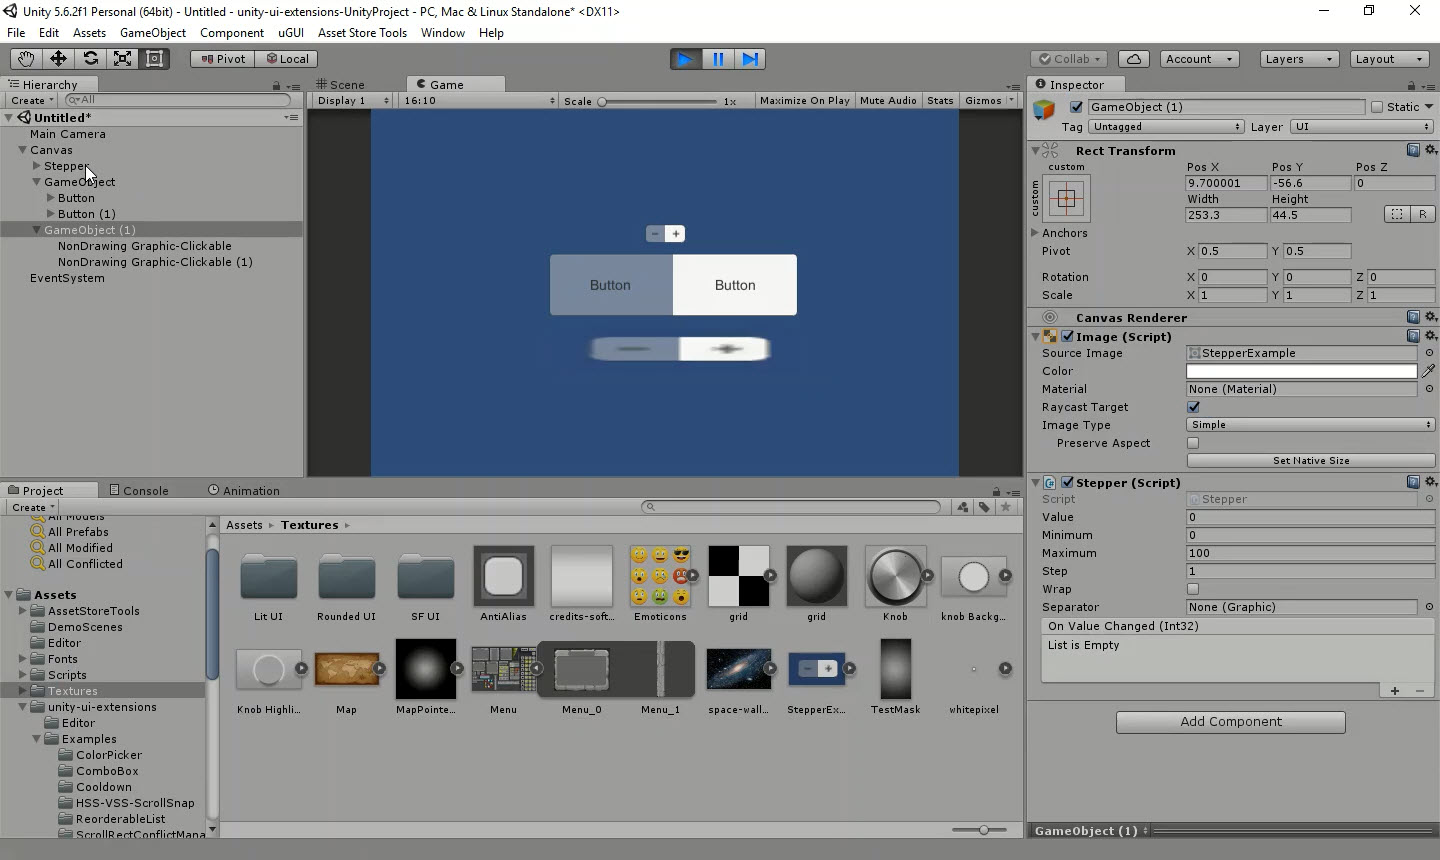 Unity 5.6.2f1 Personal (64bit) - Untitled - unity-ui-extensions-UnityProject - PC, Mac & Linux Standalone* <DX11>
File Edit Assets GameObject Component uGUI Asset Store Tools Window Help
Pivot Local Collab Account Layers Layout
Hierarchy
Create All
Untitled*
Main Camera
Canvas
Stepper
GameObject
Button
Button (1)
GameObject (1)
NonDrawing Graphic-Clickable
NonDrawing Graphic-Clickable (1)
EventSystem
Scene Game
Display 1 16:10 Scale 1x Maximize On Play Mute Audio Stats Gizmos
- +
Button Button
- +
Inspector
GameObject (1) Static
Tag Untagged Layer UI
Rect Transform
custom Pos X Pos Y Pos Z
custom 9.700001 -56.6 0
Width Height
253.3 44.5 R
Anchors
Pivot X 0.5 Y 0.5
Rotation X 0 Y 0 Z 0
Scale X 1 Y 1 Z 1
Canvas Renderer
Image (Script)
Source Image StepperExample
Color
Material None (Material)
Raycast Target
Image Type Simple
Preserve Aspect
Set Native Size
Stepper (Script)
Script Stepper
Value 0
Minimum 0
Maximum 100
Step 1
Wrap
Separator None (Graphic)
On Value Changed (Int32)
List is Empty
+ -
Add Component
GameObject (1)
Project Console Animation
Create
All Models
All Prefabs
All Modified
All Conflicted
Assets
AssetStoreTools
DemoScenes
Editor
Fonts
Scripts
Textures
unity-ui-extensions
Editor
Examples
ColorPicker
ComboBox
Cooldown
HSS-VSS-ScrollSnap
ReorderableList
ScrollRectConflictMana
Assets Textures
Lit UI Rounded UI SF UI AntiAlias credits-soft... Emoticons grid grid Knob knob Backg...
Knob Highli... Map MapPointe... Menu Menu_0 Menu_1 space-wall... StepperEx... TestMask whitepixel